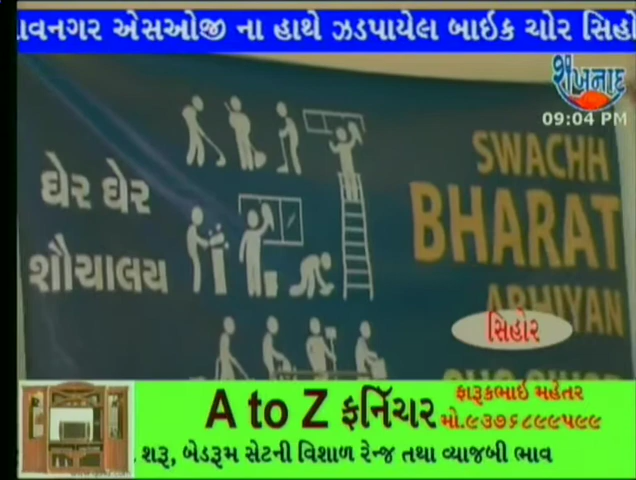 ાવનગર એસઓજી ના હાથે ઝડપાયેલ બાઈક ચોર સિહો
શંખનાદ
09:04 PM
ઘેર ઘેર
શૌચાલય
SWACHH
BHARAT
ABHIYAN
સિહોર
A to Z ફર્નિચર
ફારૂકભાઇ મહેતર
મો.૯૩૭૬૮૯૯૫૯૯
શરૂ, બેડરૂમ સેટની વિશાળ રેન્જ તથા વ્યાજબી ભાવ